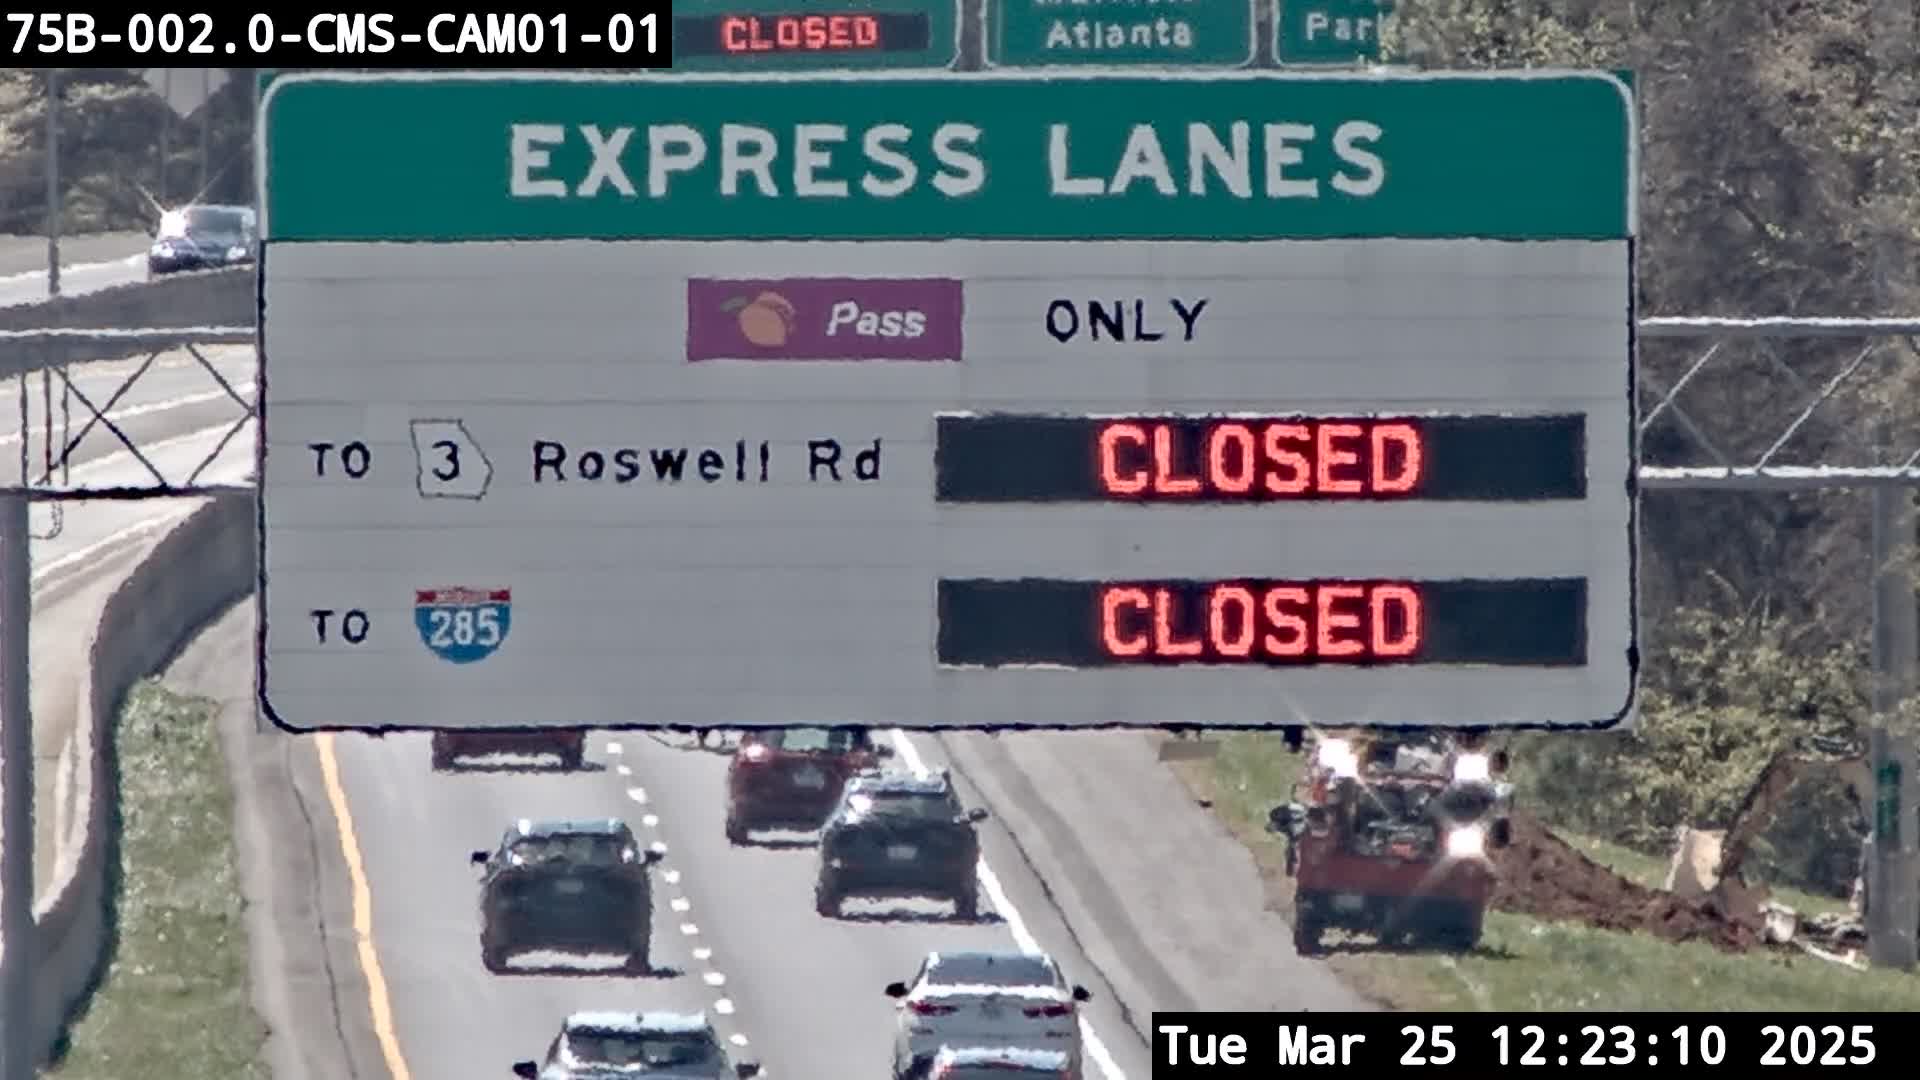 75B-002.0-CMS-CAM01-01
CLOSED
Atlanta
EXPRESS LANES
Pass ONLY
TO 3 Roswell Rd CLOSED
TO 285 CLOSED
Tue Mar 25 12:23:10 2025